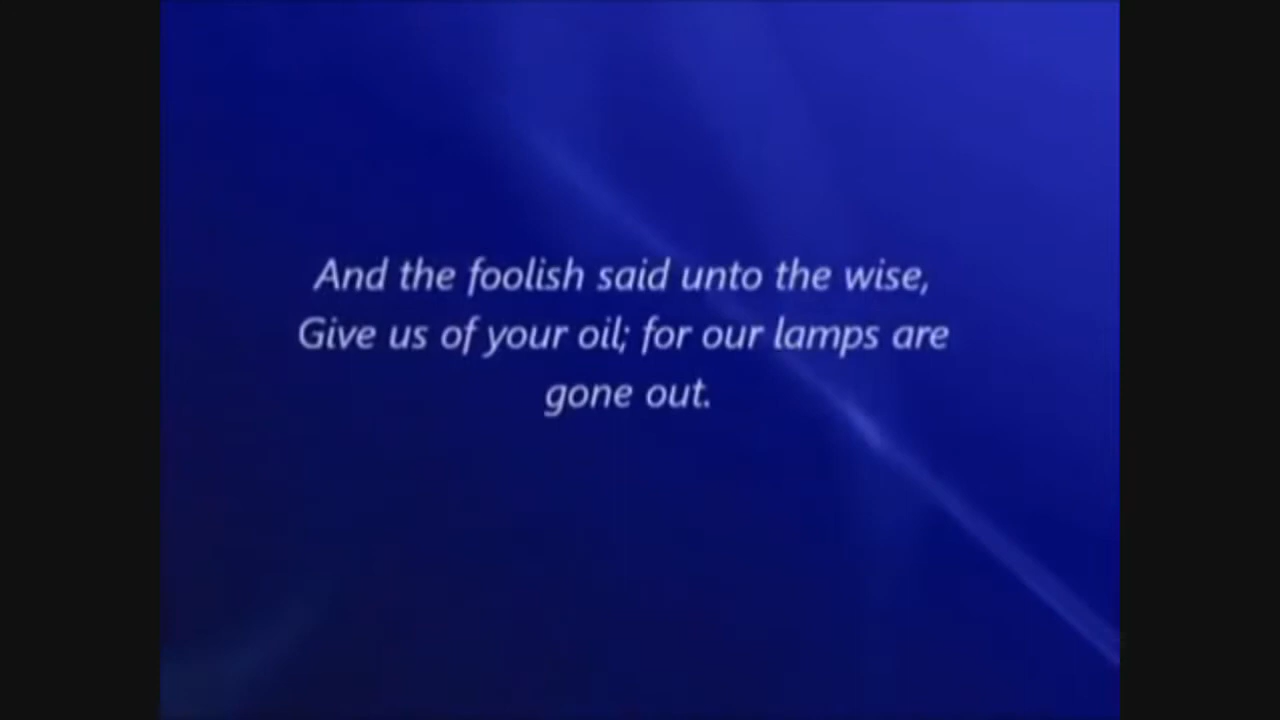 And the foolish said unto the wise,
Give us of your oil; for our lamps are
gone out.